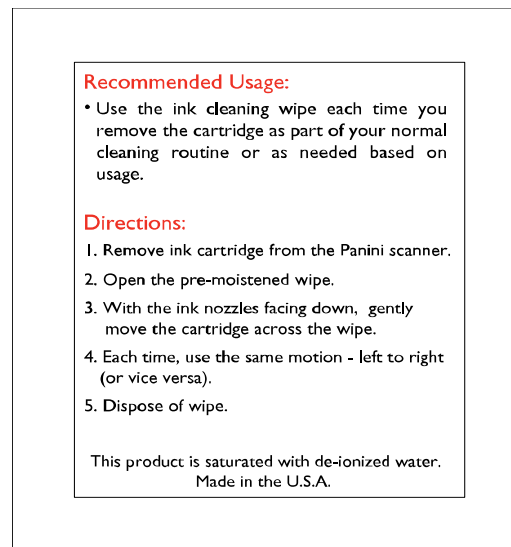 Recommended Usage:
• Use the ink cleaning wipe each time you
remove the cartridge as part of your normal
cleaning routine or as needed based on
usage.
Directions:
1. Remove ink cartridge from the Panini scanner.
2. Open the pre-moistened wipe.
3. With the ink nozzles facing down, gently
move the cartridge across the wipe.
4. Each time, use the same motion - left to right
(or vice versa).
5. Dispose of wipe.
This product is saturated with de-ionized water.
Made in the U.S.A.